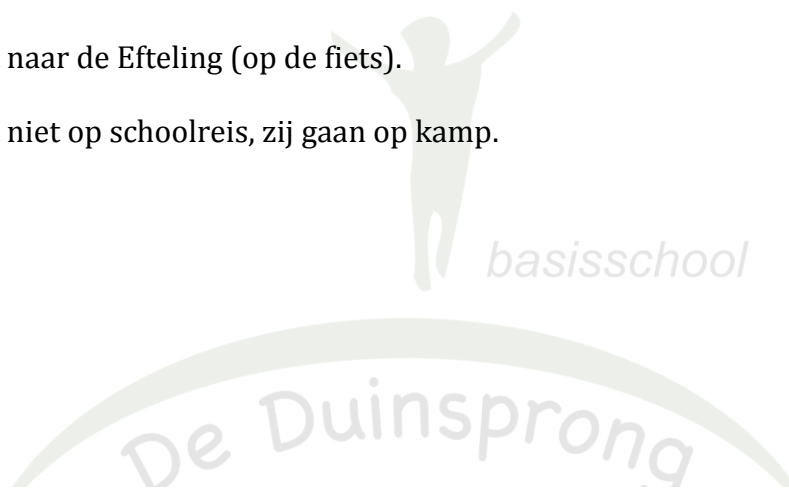 naar de Efteling (op de fiets).
niet op schoolreis, zij gaan op kamp.
basisschool
De Duinsprong